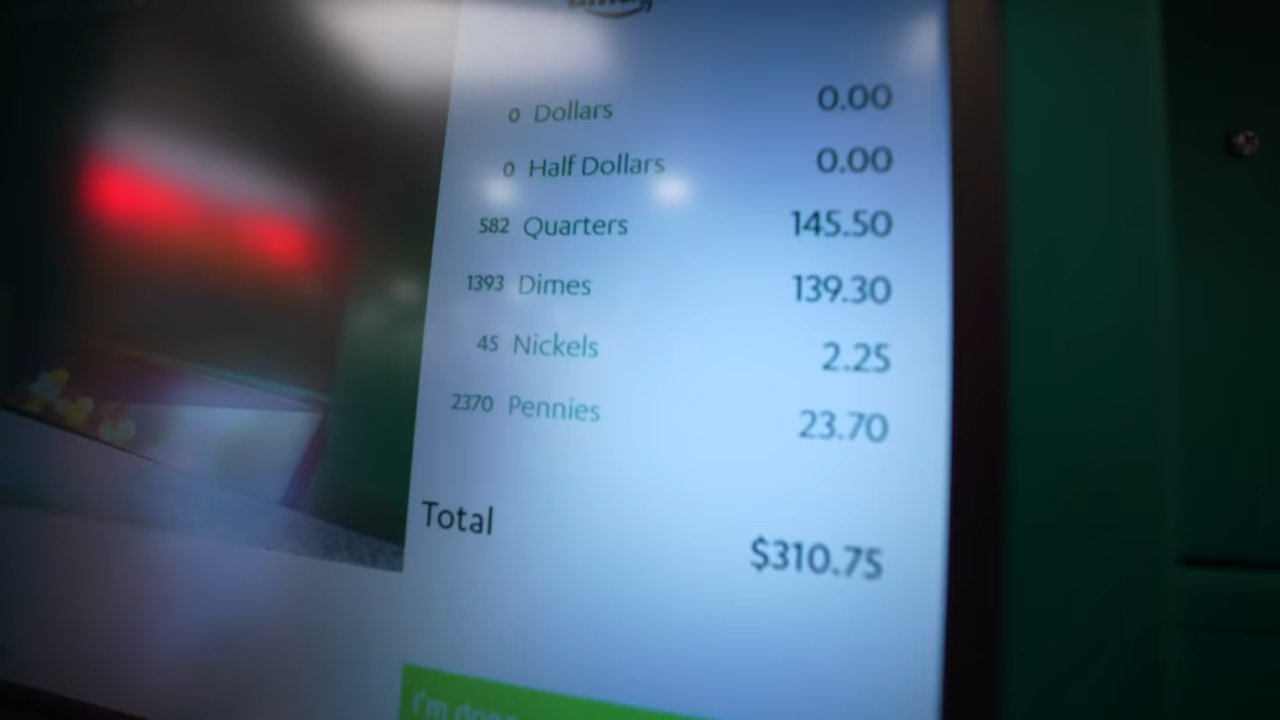 0 Dollars 0.00
0 Half Dollars 0.00
582 Quarters 145.50
1393 Dimes 139.30
45 Nickels 2.25
2370 Pennies 23.70
Total $310.75
I'm done